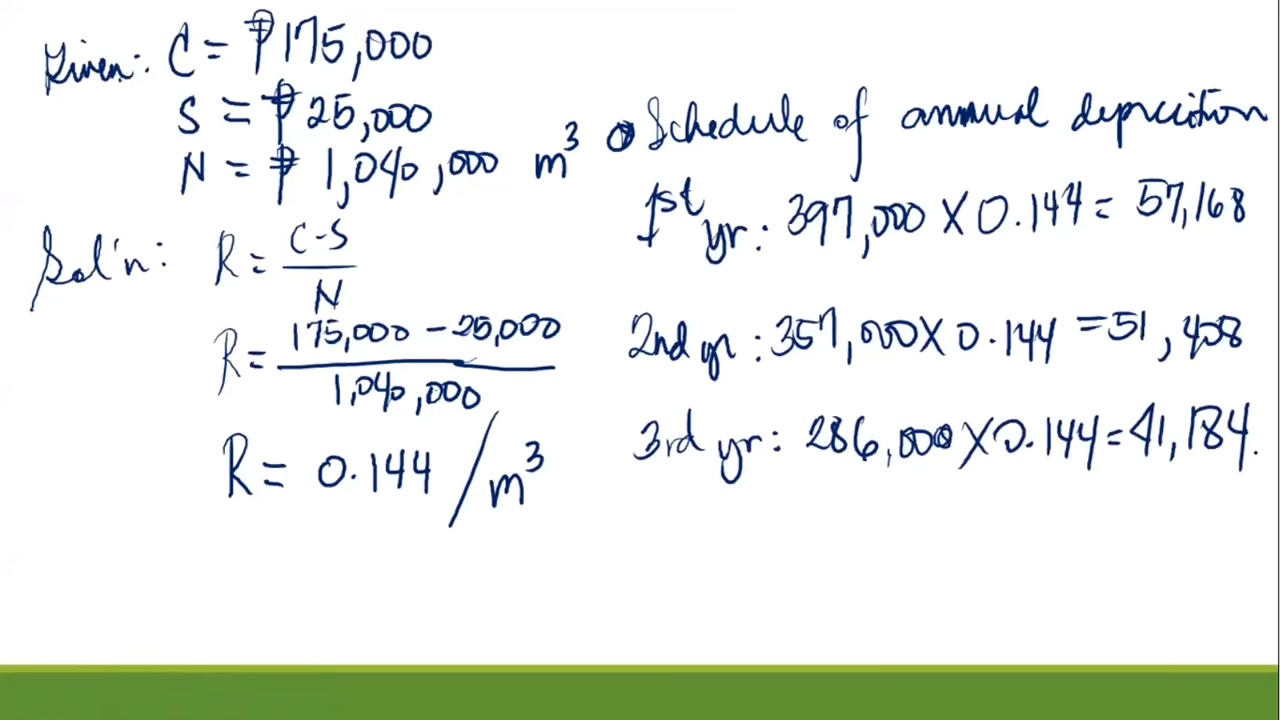 Given: C = ₱175,000
S = ₱25,000
N = ₱ 1,040,000 m³
Sol'n: R = C-S / N
R = 175,000 - 25,000 / 1,040,000
R = 0.144 / m³
Schedule of annual depreciation
1st yr: 397,000 X 0.144 = 57,168
2nd yr: 357,000 X 0.144 = 51,408
3rd yr: 286,000 X 0.144 = 41,184.